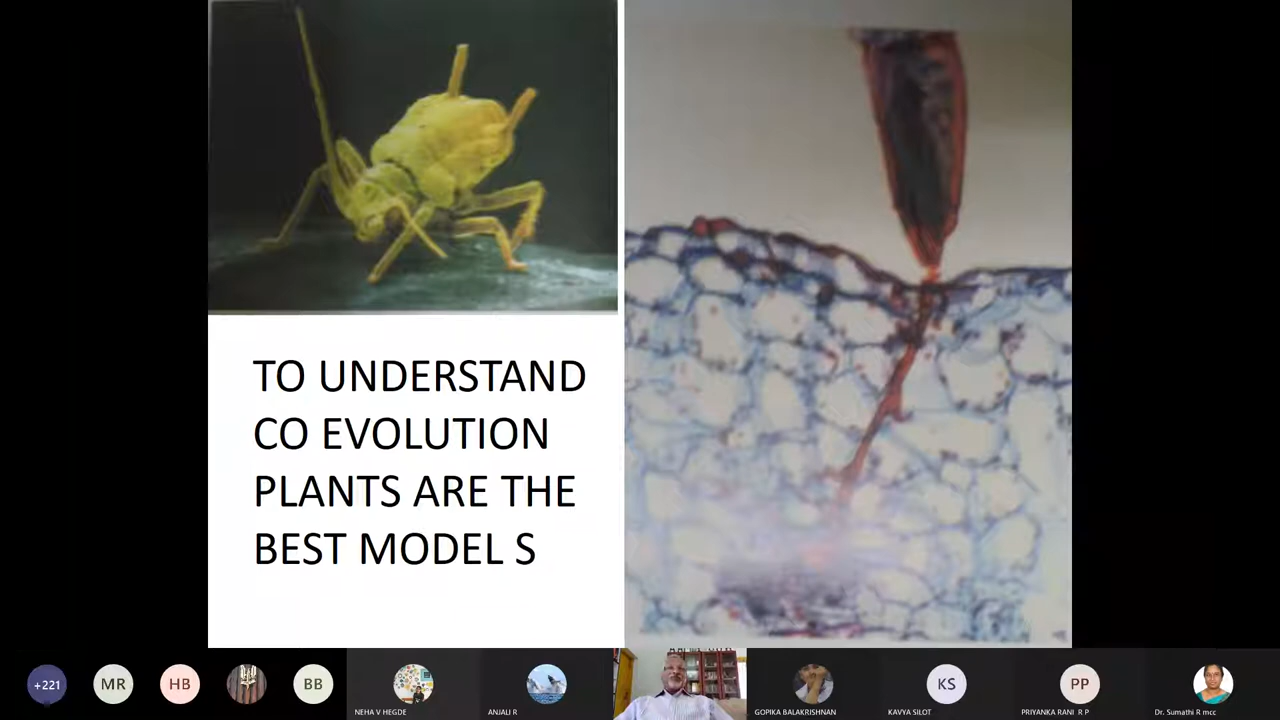 TO UNDERSTAND
CO EVOLUTION
PLANTS ARE THE
BEST MODEL S
+221
MR
HB
BB
NEHA V HEGDE
ANJALI R
GOPIKA BALAKRISHNAN
KS
KAVYA SILOT
PP
PRIYANKA RANI R P
Dr. Sumathi R mcc